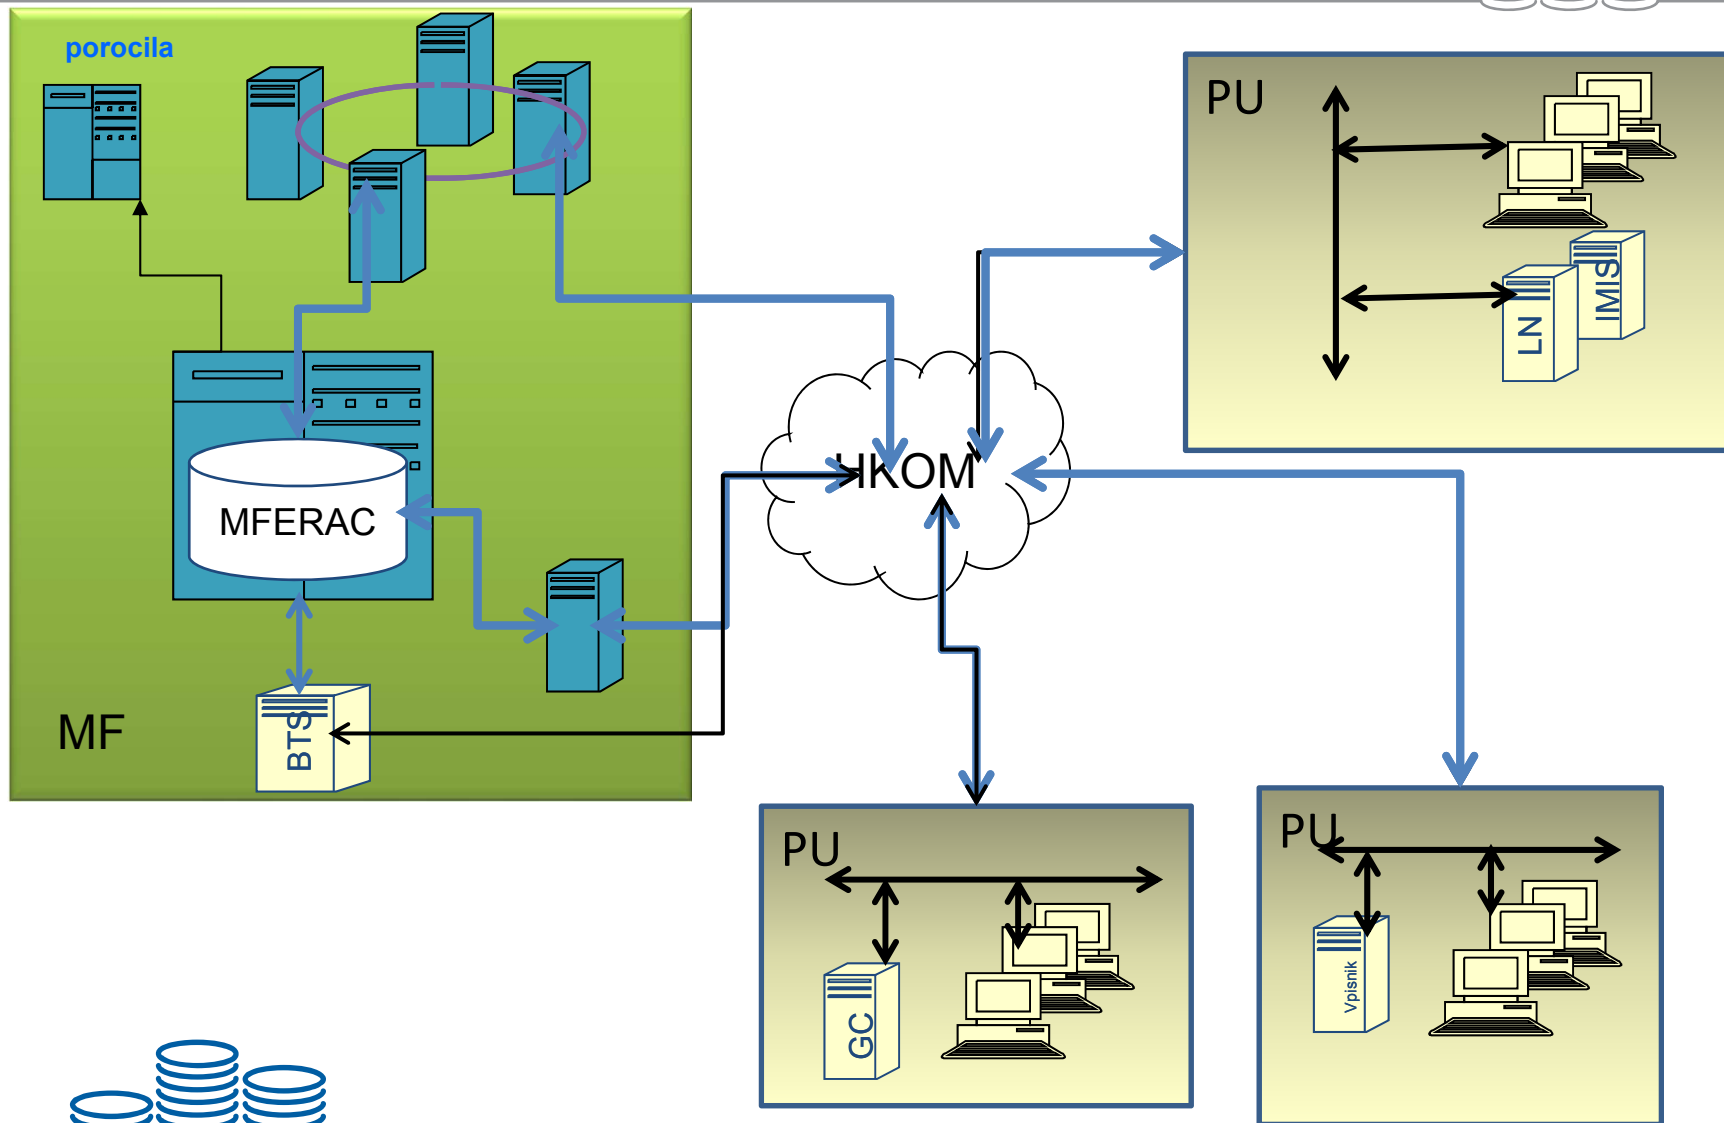 porocila
PU
IMIS
LN
HKOM
MFERAC
MF
BTS
PU
GC
PU
Vpisnik